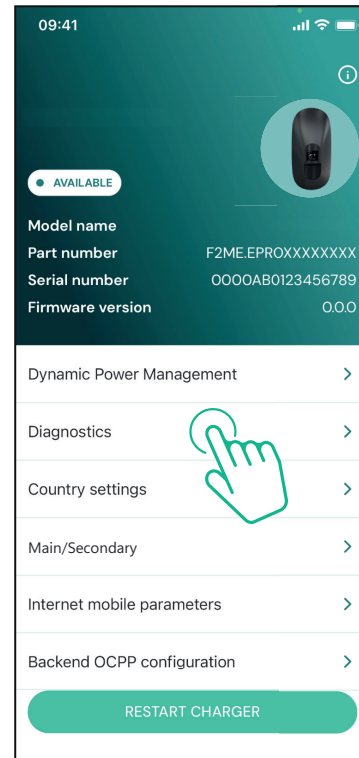 09:41
AVAILABLE
Model name
Part number F2ME.EPROXXXXXXXX
Serial number 0000AB0123456789
Firmware version 0.0.0
Dynamic Power Management
Diagnostics
Country settings
Main/Secondary
Internet mobile parameters
Backend OCPP configuration
RESTART CHARGER